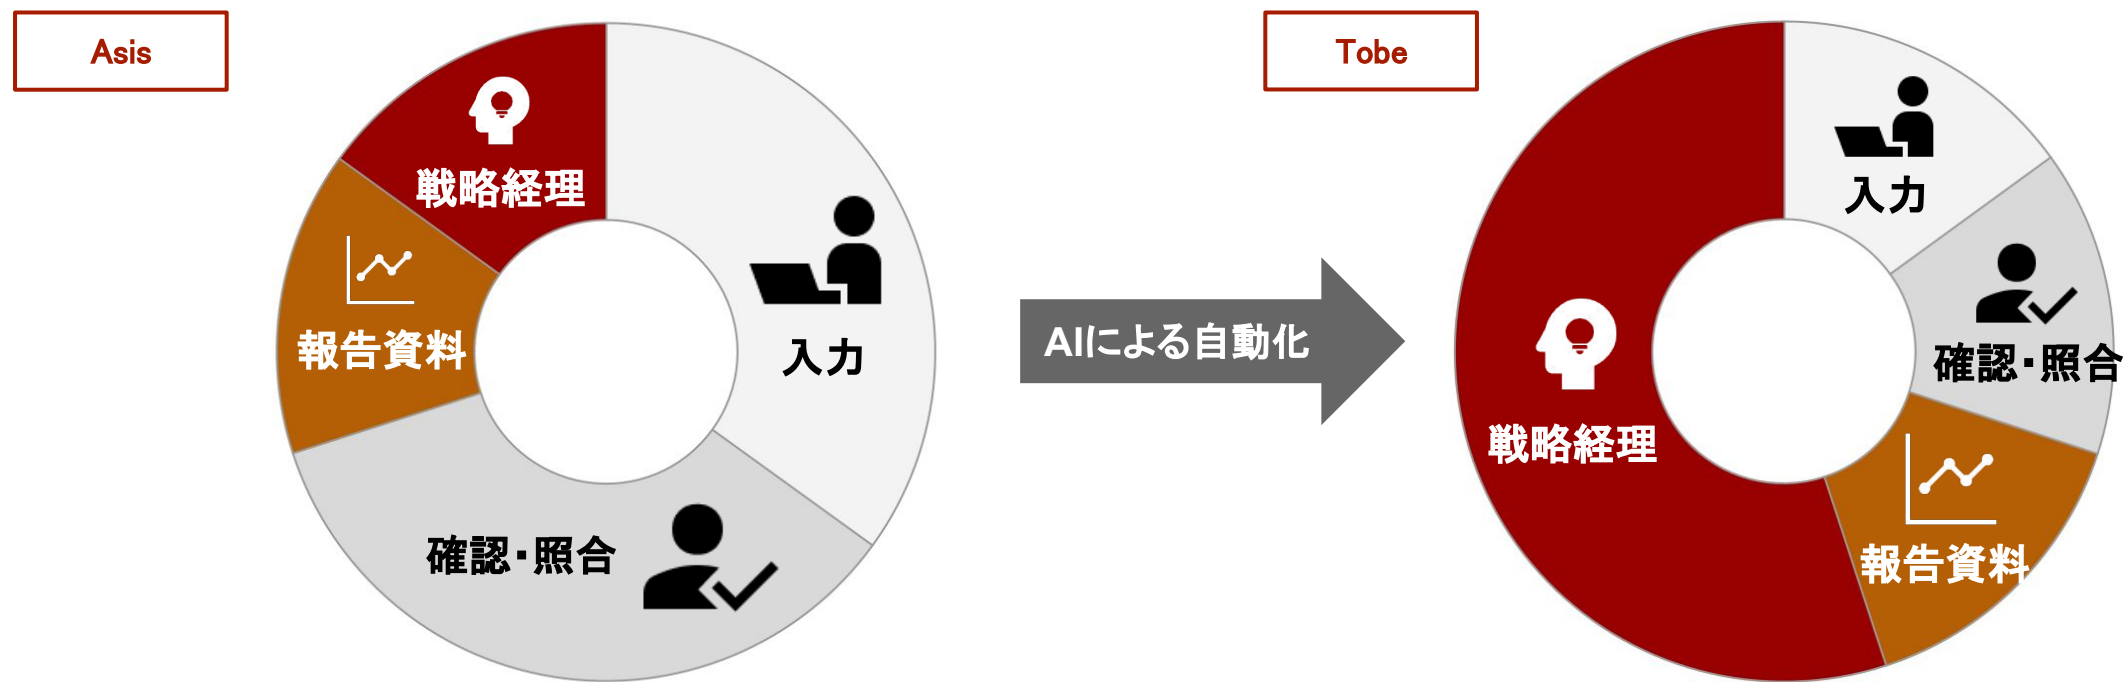 Asis
戦略経理
報告資料
入力
確認・照合
AIによる自動化
Tobe
入力
確認・照合
戦略経理
報告資料